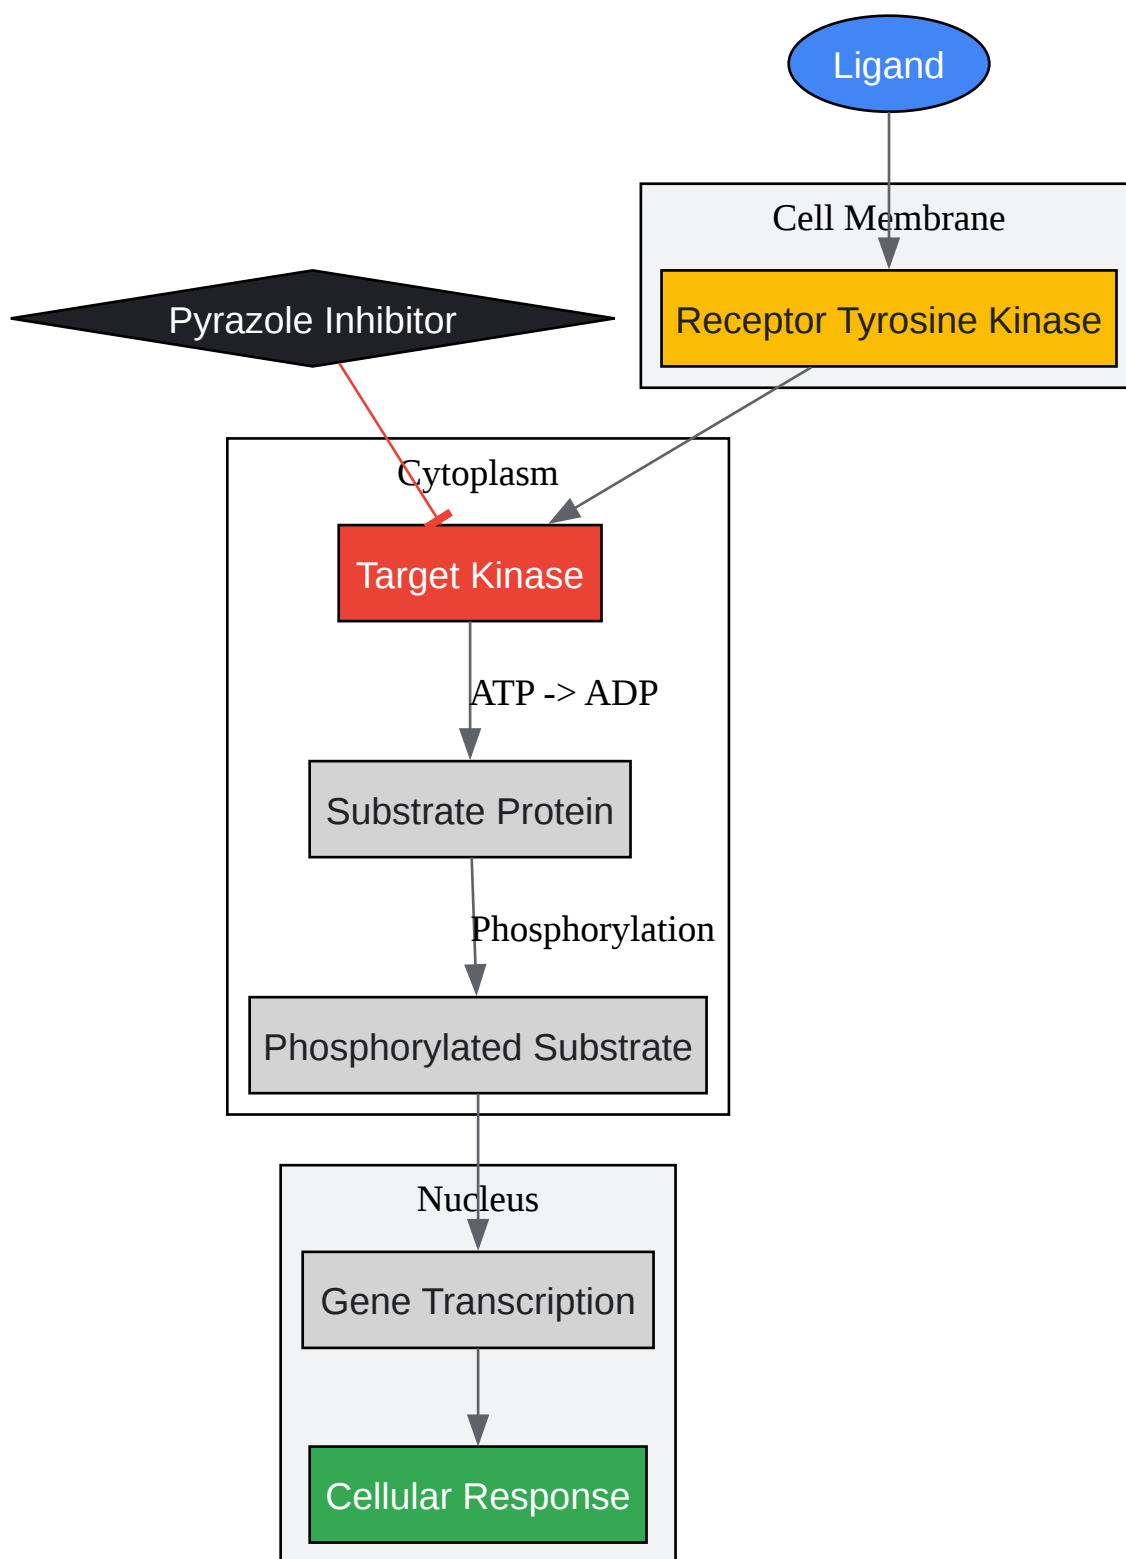 Ligand
Cell Membrane
Pyrazole Inhibitor
Receptor Tyrosine Kinase
Cytoplasm
Target Kinase
ATP -> ADP
Substrate Protein
Phosphorylation
Phosphorylated Substrate
Nucleus
Gene Transcription
Cellular Response